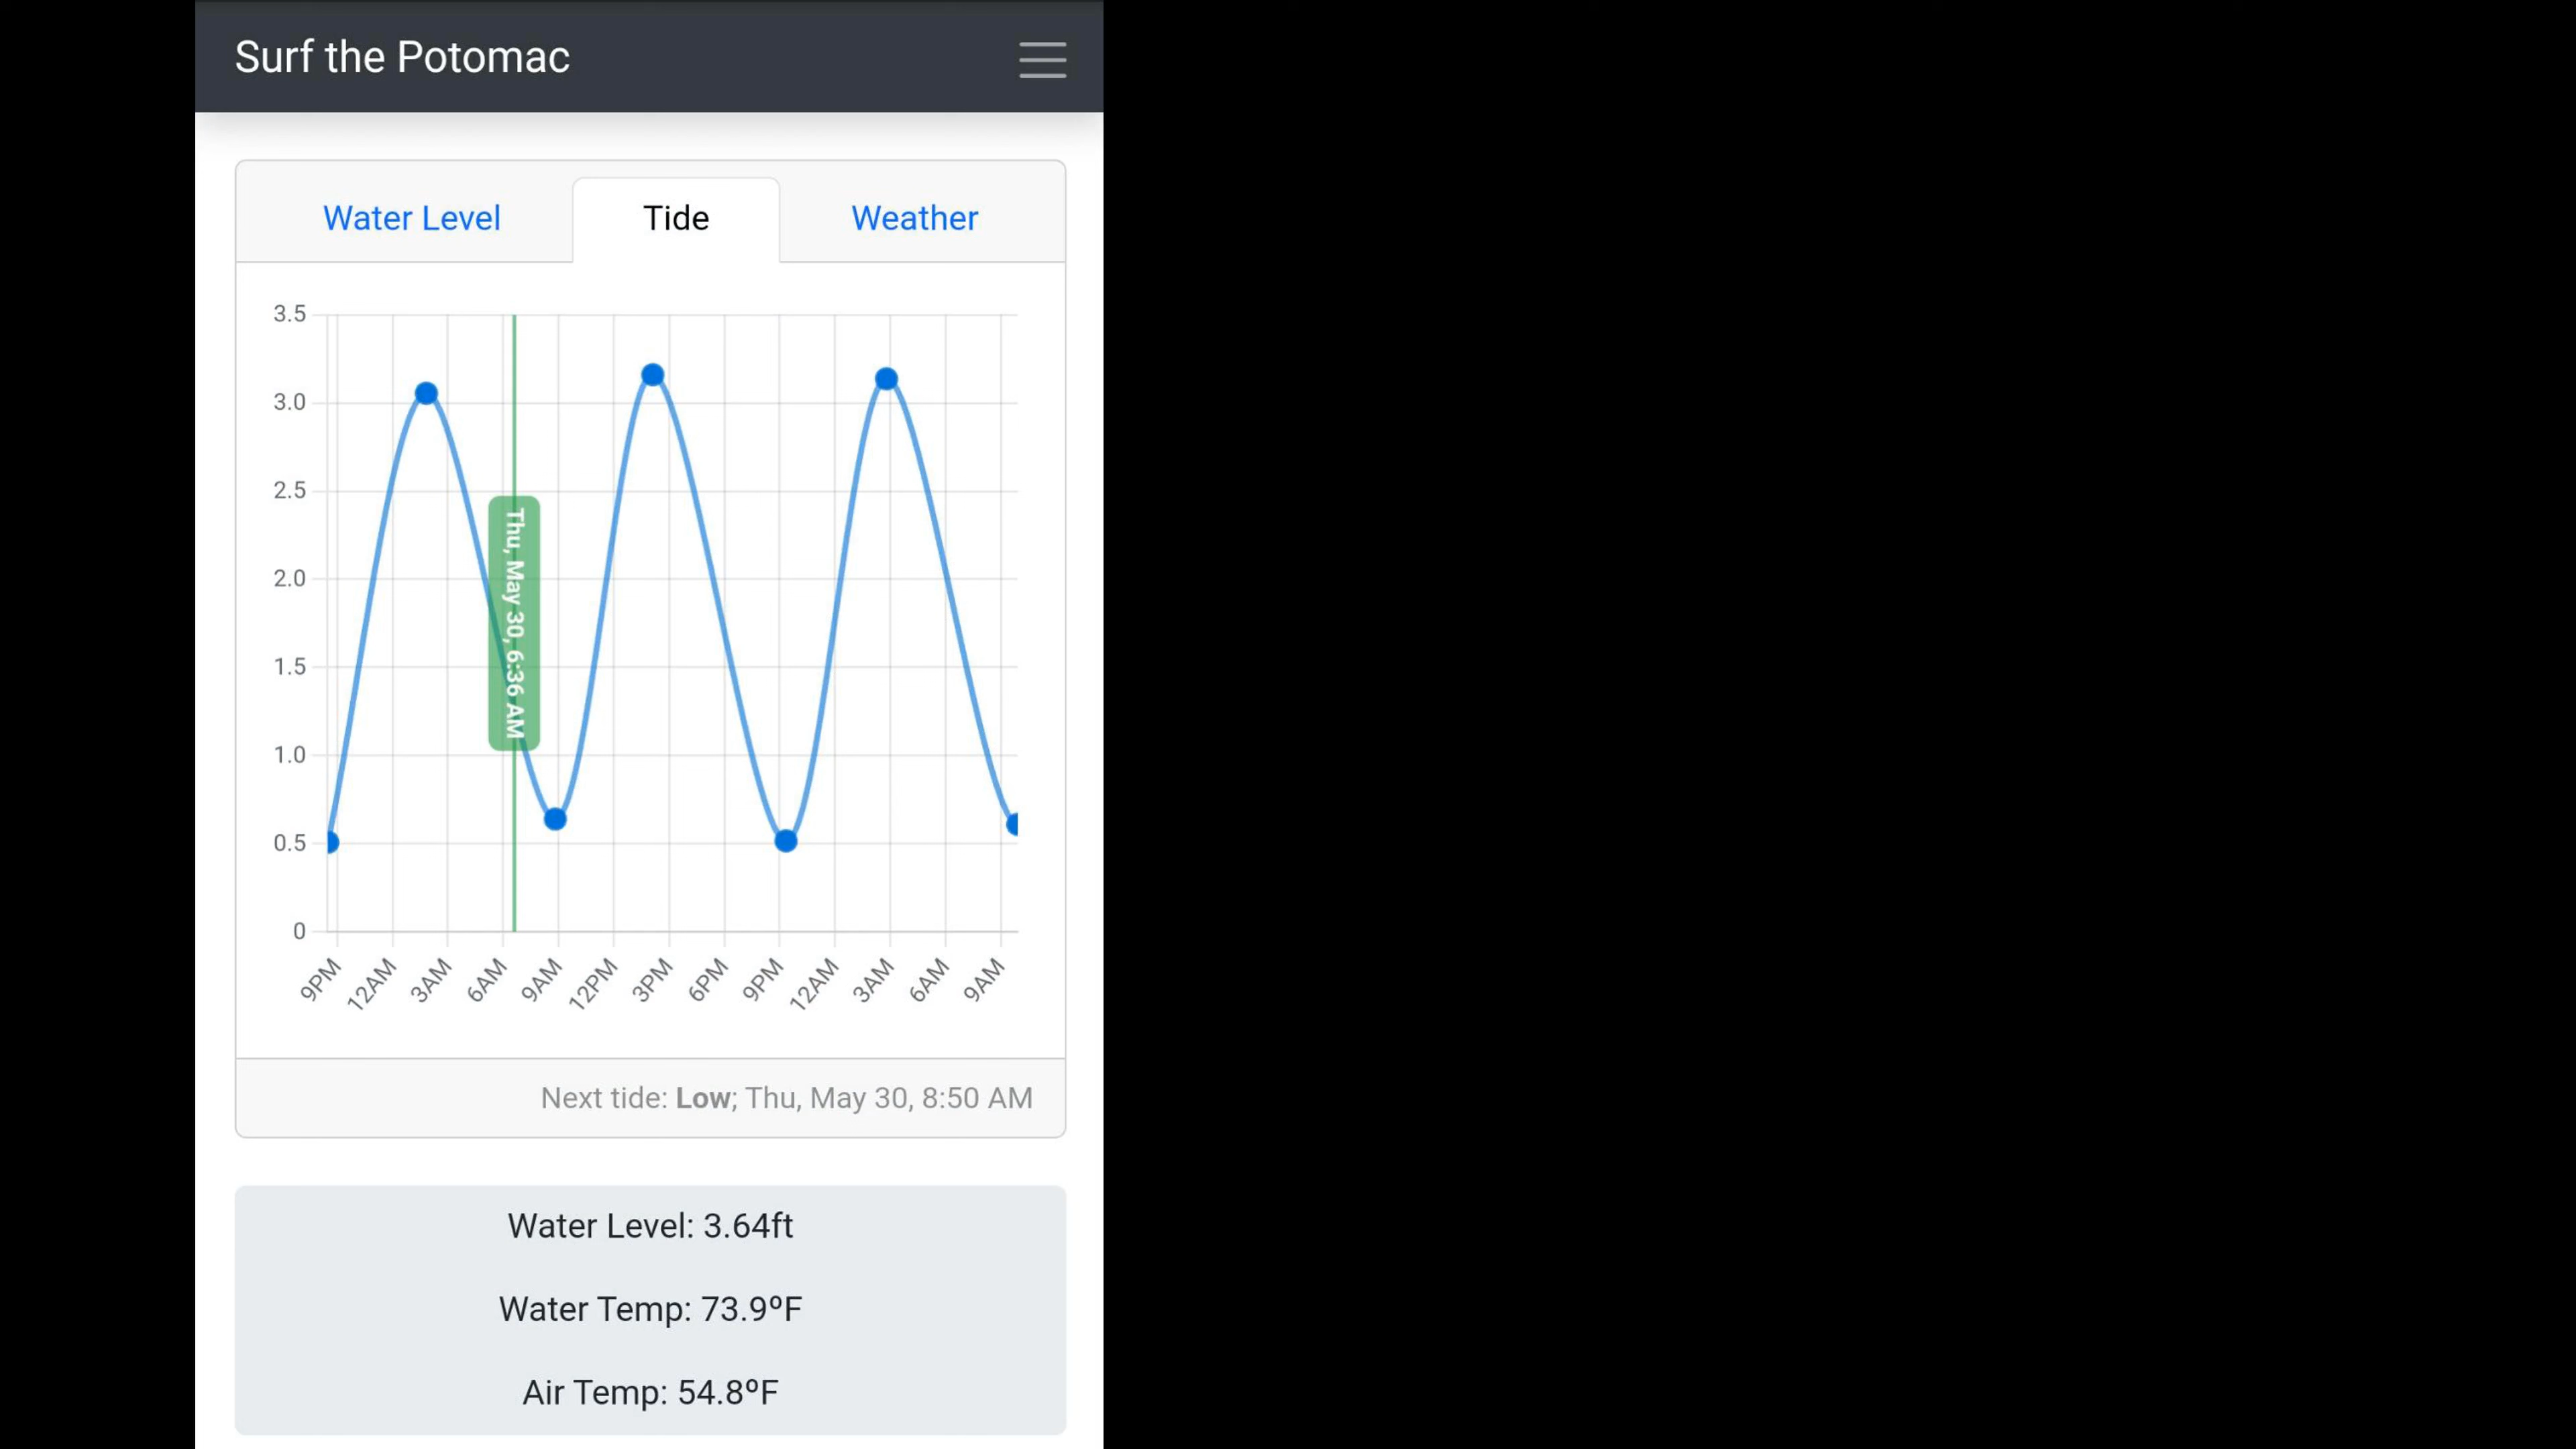 Surf the Potomac
Water Level
Tide
Weather
3.5
3.0
2.5
2.0
1.5
1.0
0.5
0
Thu, May 30, 6:36 AM
9PM
12AM
3AM
6AM
9AM
12PM
3PM
6PM
9PM
12AM
3AM
6AM
9AM
Next tide: Low; Thu, May 30, 8:50 AM
Water Level: 3.64ft
Water Temp: 73.9ºF
Air Temp: 54.8ºF